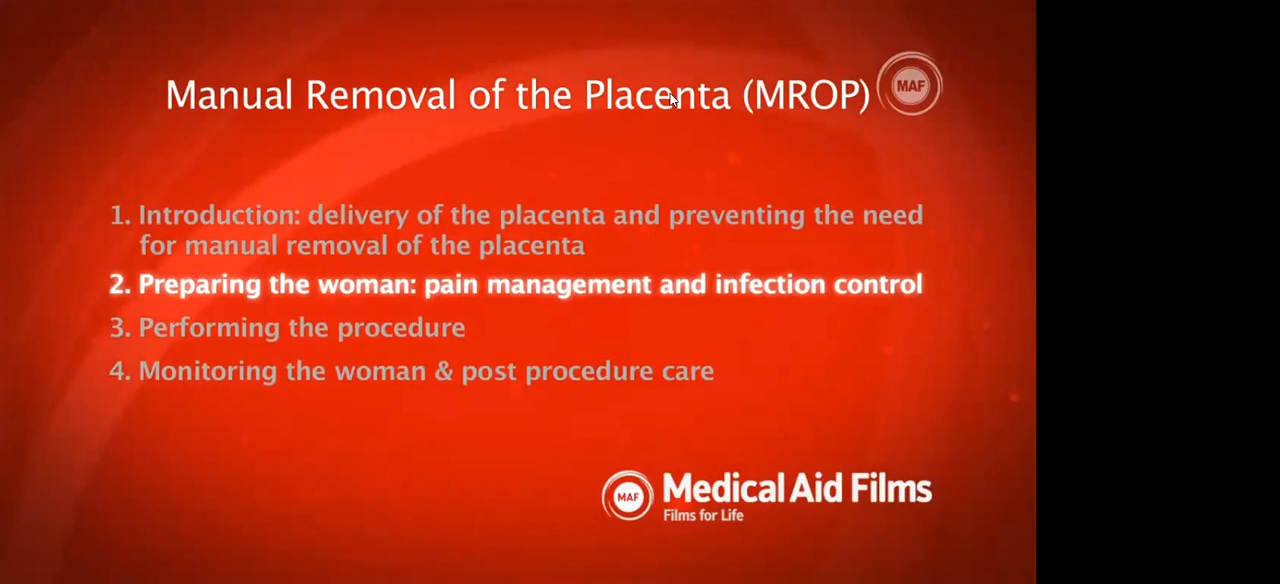 Manual Removal of the Placenta (MROP)
MAF
1. Introduction: delivery of the placenta and preventing the need
for manual removal of the placenta
2. Preparing the woman: pain management and infection control
3. Performing the procedure
4. Monitoring the woman & post procedure care
MAF
Medical Aid Films
Films for Life